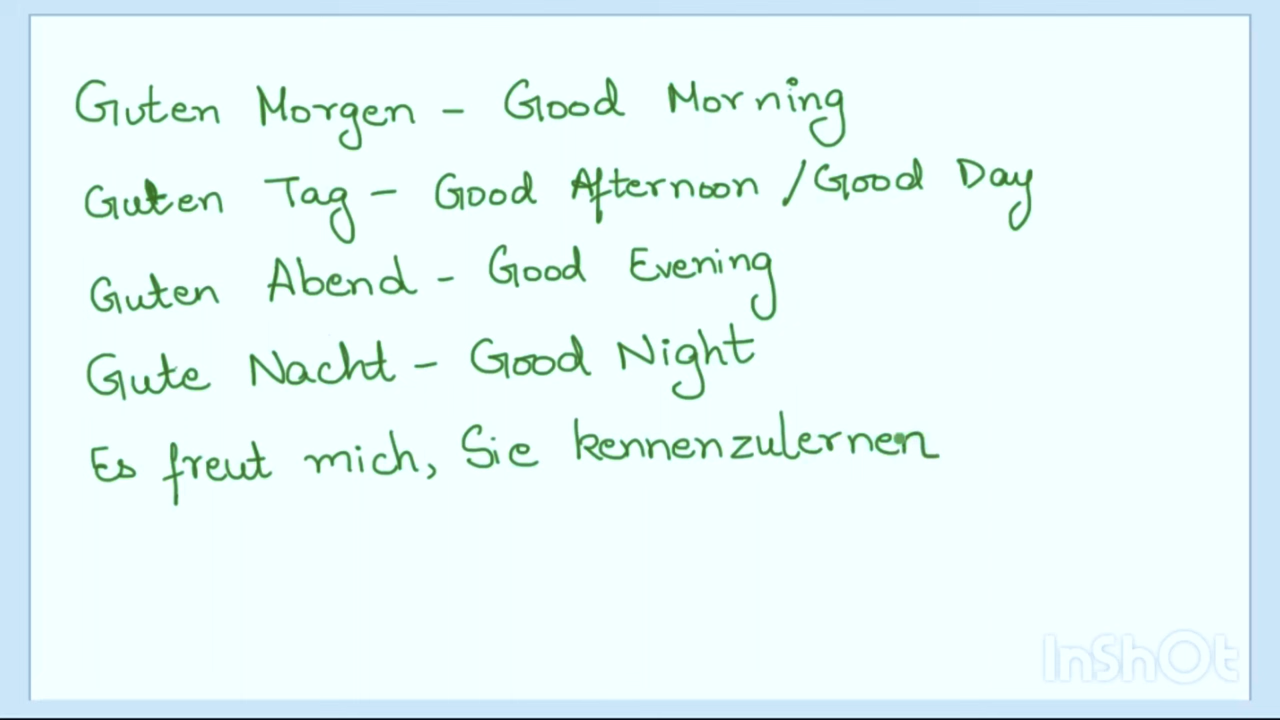 Guten Morgen - Good Morning
Guten Tag - Good Afternoon / Good Day
Guten Abend - Good Evening
Gute Nacht - Good Night
Es freut mich, Sie kennenzulernen
InShOt